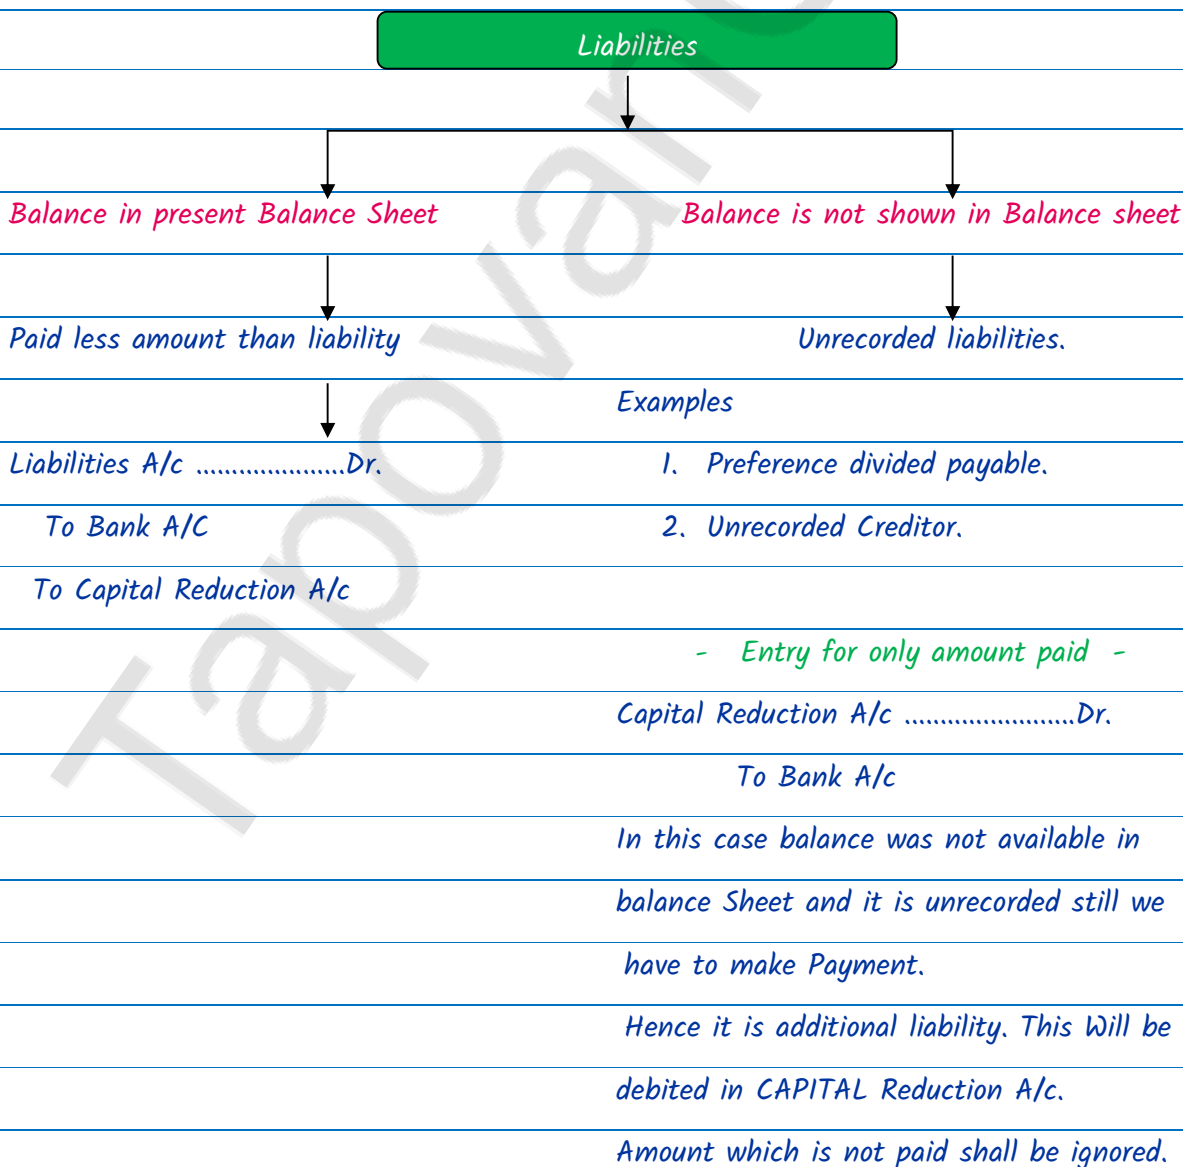 Liabilities
Balance in present Balance Sheet
Balance is not shown in Balance sheet
Paid less amount than liability
Unrecorded liabilities.
Examples
Liabilities A/c .....................Dr.
1. Preference divided payable.
To Bank A/C
2. Unrecorded Creditor.
To Capital Reduction A/c
- Entry for only amount paid -
Capital Reduction A/c ........................Dr.
To Bank A/c
In this case balance was not available in
balance Sheet and it is unrecorded still we
have to make Payment.
Hence it is additional liability. This Will be
debited in CAPITAL Reduction A/c.
Amount which is not paid shall be ignored.
Tapovan